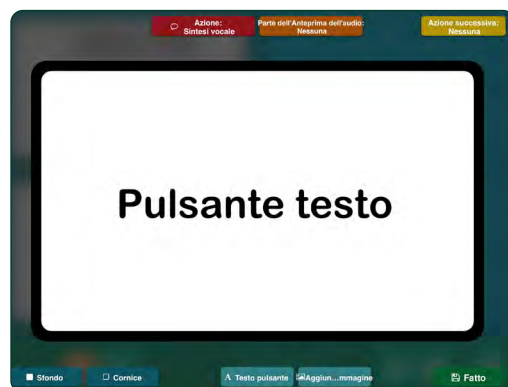 Azione:
Sintesi vocale
Parte dell'Anteprima dell'audio:
Nessuna
Azione successiva:
Nessuna
Pulsante testo
Sfondo
Cornice
A Testo pulsante
Aggiun...mmagine
Fatto